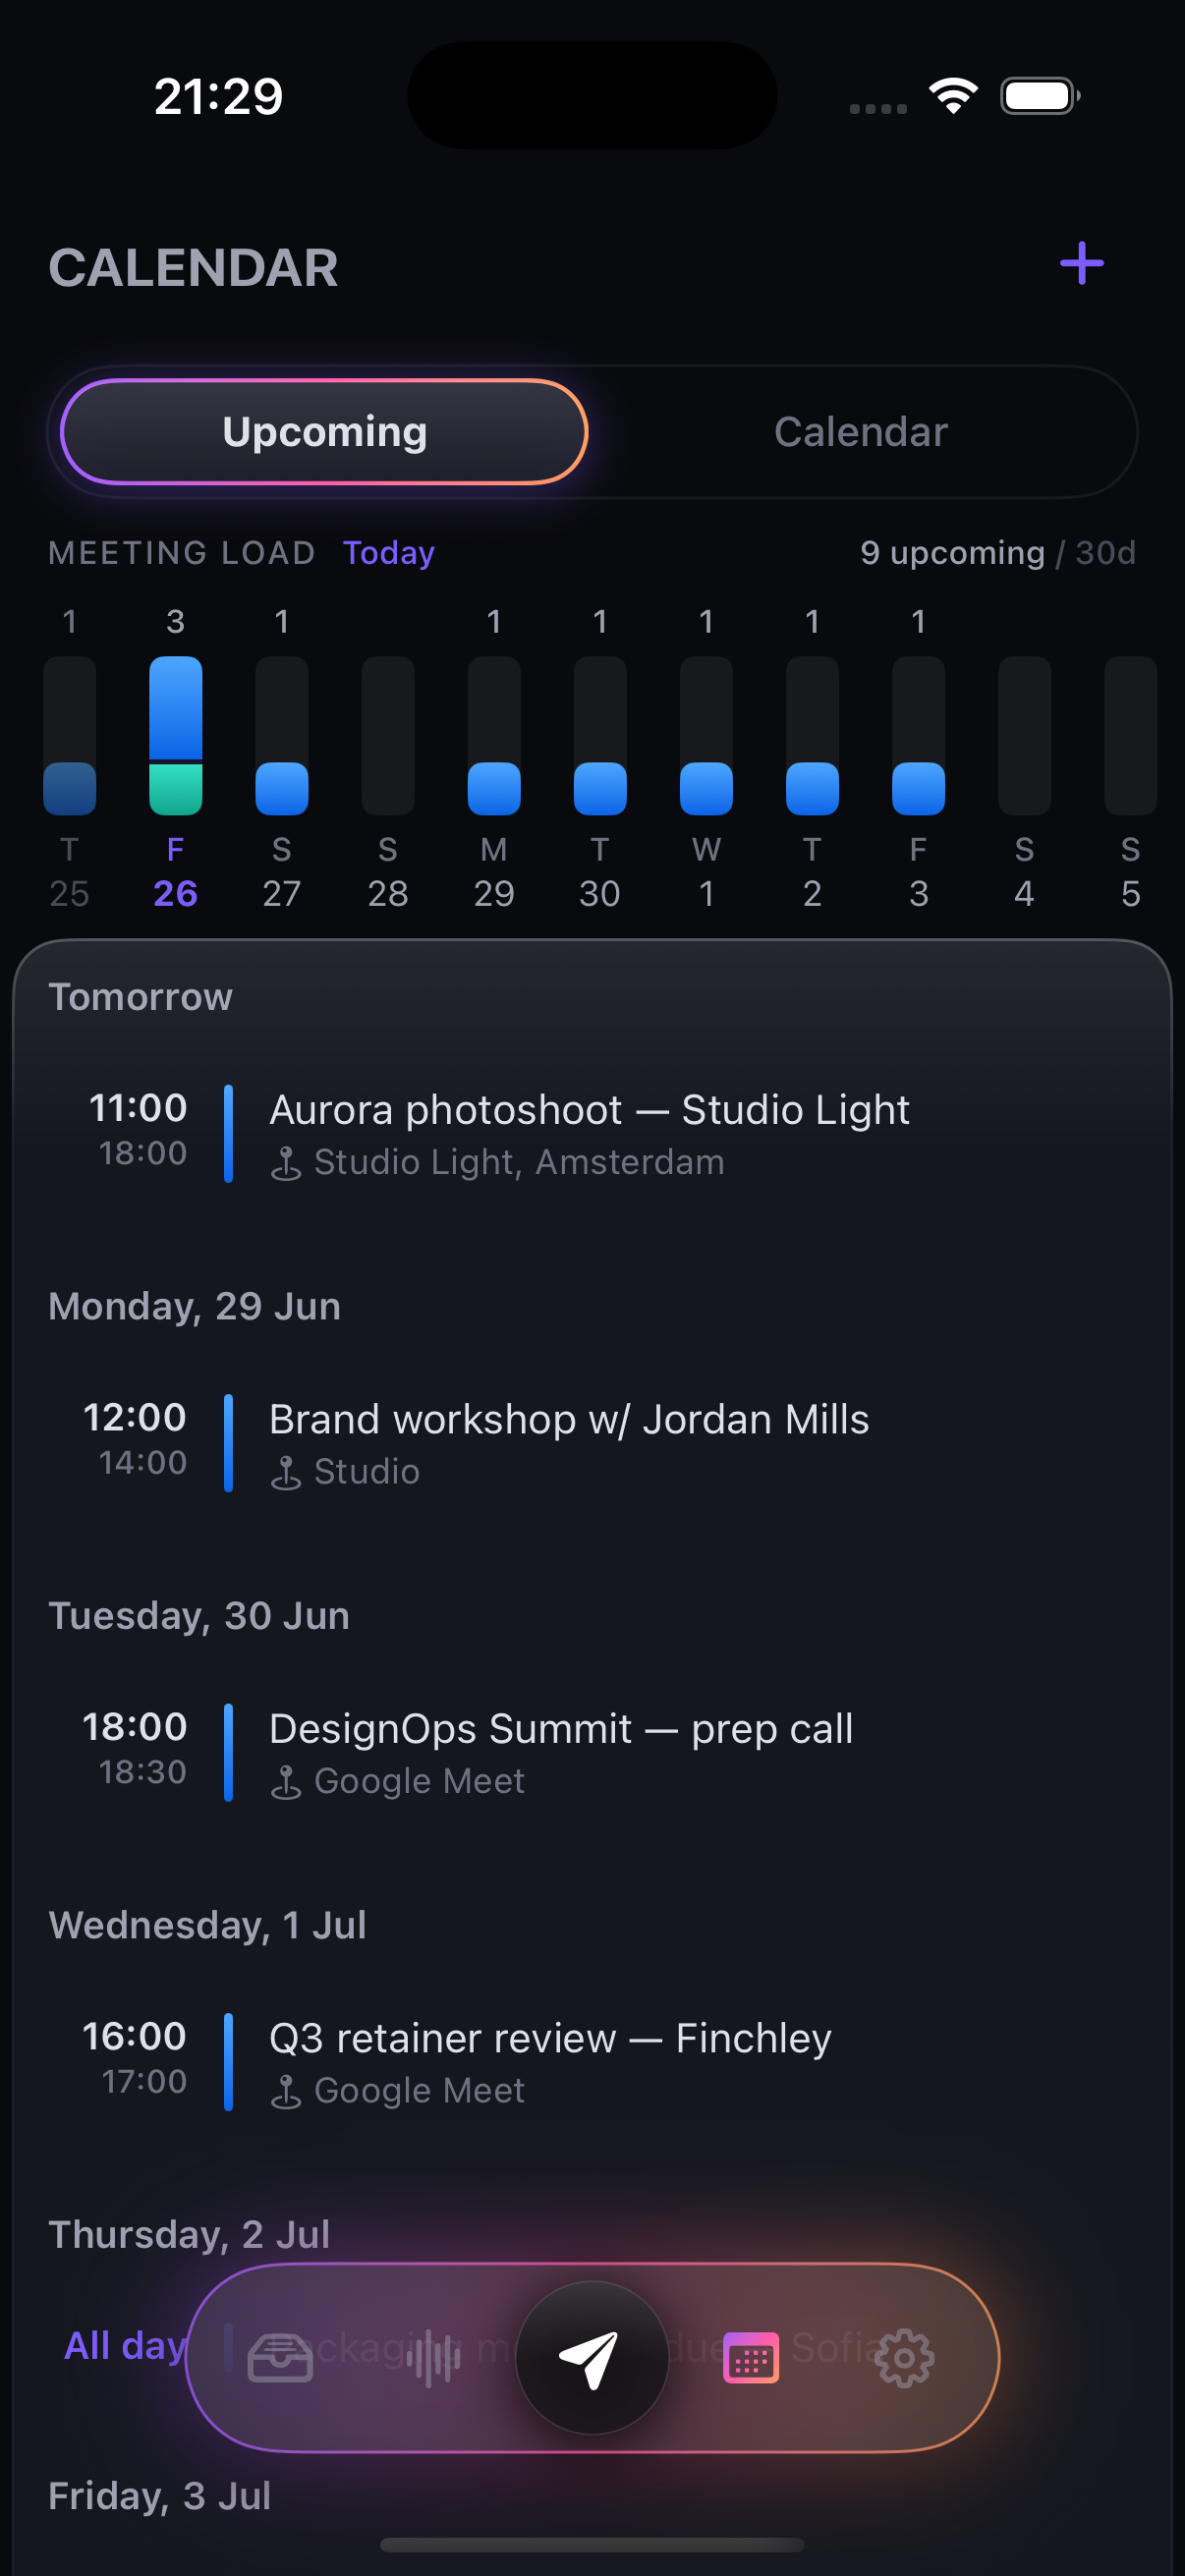 21:29
CALENDAR
Upcoming
Calendar
MEETING LOAD Today
9 upcoming / 30d
1 3 1 1 1 1 1 1
T F S S M T W T F S S
25 26 27 28 29 30 1 2 3 4 5
Tomorrow
11:00 Aurora photoshoot — Studio Light
18:00 Studio Light, Amsterdam
Monday, 29 Jun
12:00 Brand workshop w/ Jordan Mills
14:00 Studio
Tuesday, 30 Jun
18:00 DesignOps Summit — prep call
18:30 Google Meet
Wednesday, 1 Jul
16:00 Q3 retainer review — Finchley
17:00 Google Meet
Thursday, 2 Jul
All day Packaging due Sofia
Friday, 3 Jul